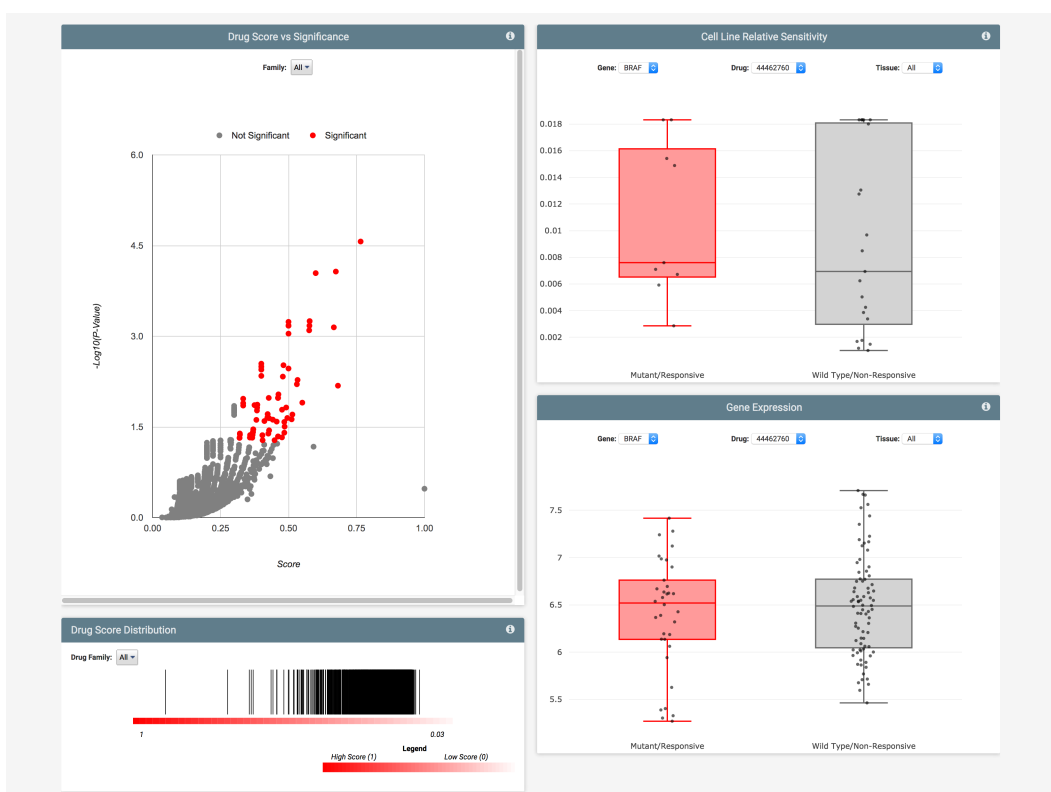 Drug Score vs Significance
Family: All
Not Significant Significant
6.0
4.5
3.0
1.5
0.0
-Log10(P-Value)
0.00 0.25 0.50 0.75 1.00
Score
Drug Score Distribution
Drug Family: All
1 0.03
Legend
High Score (1) Low Score (0)
Cell Line Relative Sensitivity
Gene: BRAF Drug: 44462760 Tissue: All
0.018
0.016
0.014
0.012
0.01
0.008
0.006
0.004
0.002
Mutant/Responsive Wild Type/Non-Responsive
Gene Expression
Gene: BRAF Drug: 44462760 Tissue: All
7.5
7
6.5
6
5.5
Mutant/Responsive Wild Type/Non-Responsive